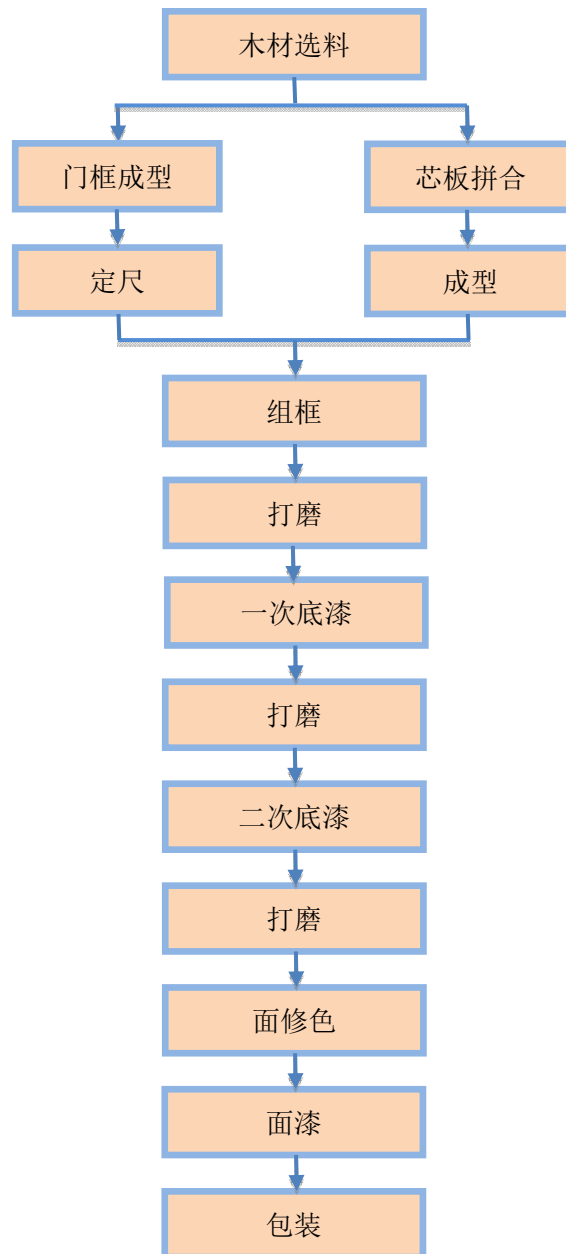 木材选料
门框成型
芯板拼合
定尺
成型
组框
打磨
一次底漆
打磨
二次底漆
打磨
面修色
面漆
包装